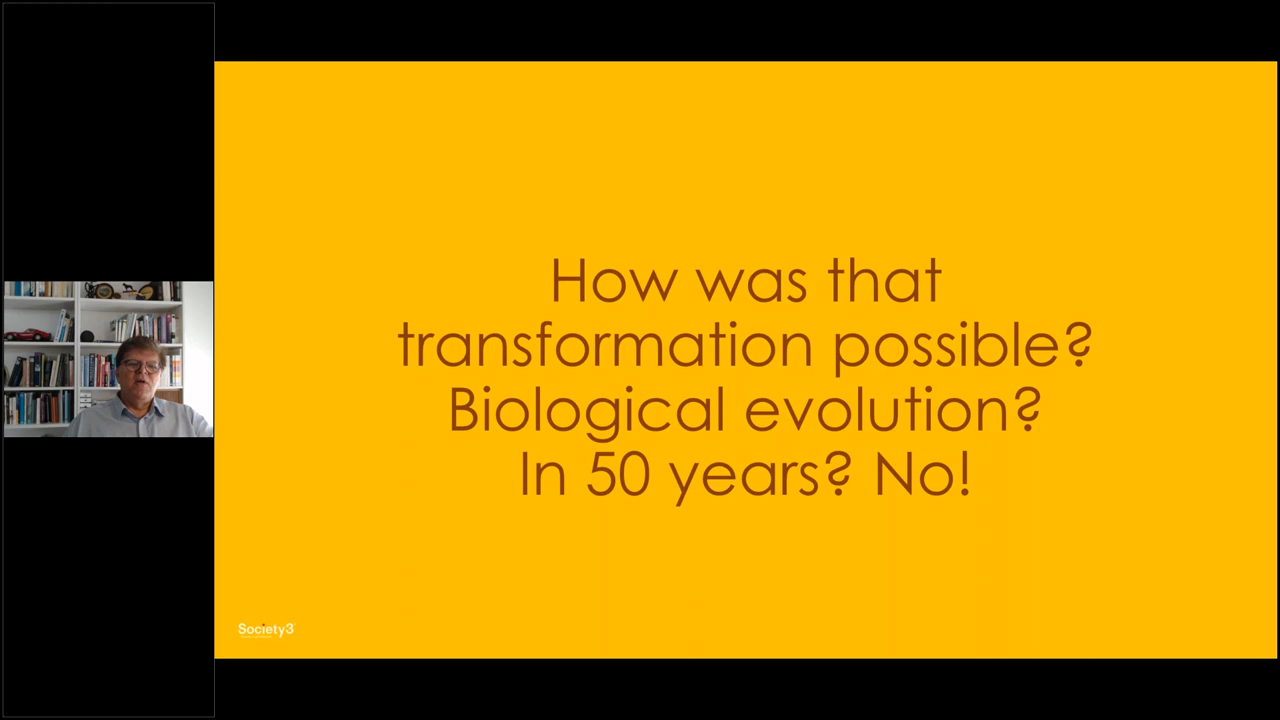 How was that
transformation possible?
Biological evolution?
In 50 years? No!
Society3